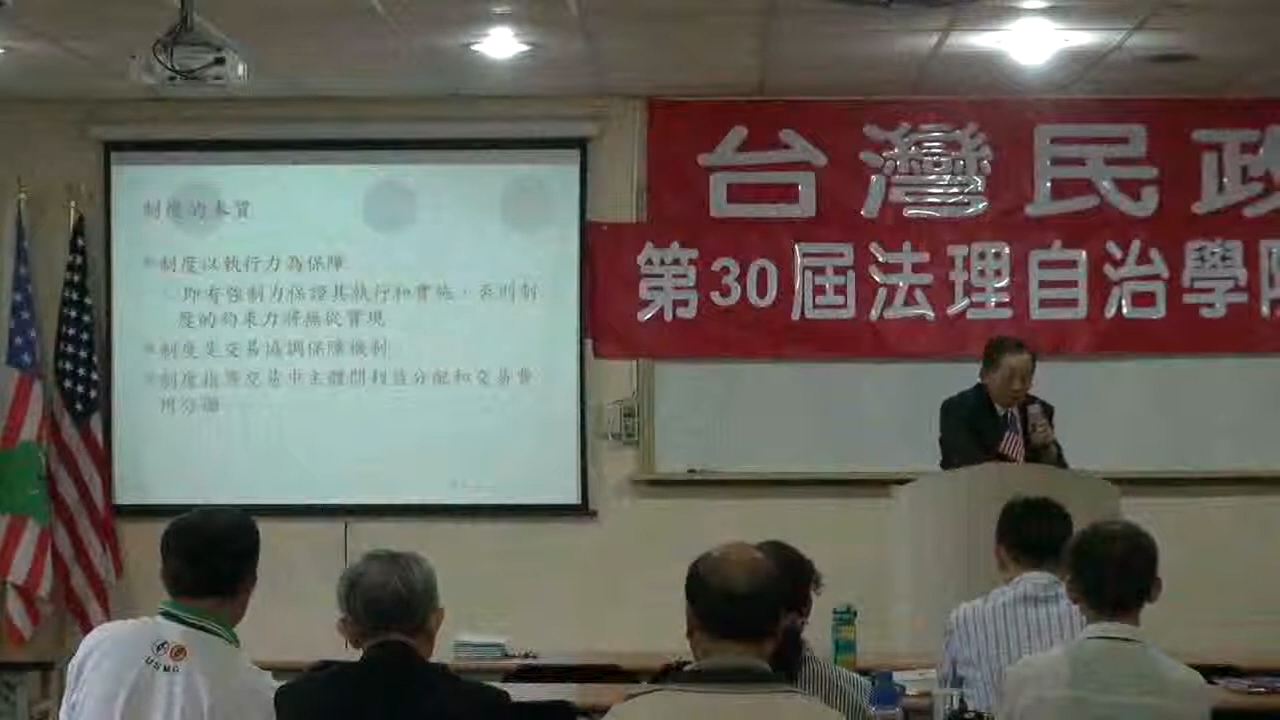 制度的本質
制度以執行力為保障
即有強制力保證其執行和實施,否則制
度的約束力將無從實現
制度是交易協調保障機制
制度指導交易中主體間利益分配和交易費
用分攤
台灣民政
第30屆法理自治學院
USMG